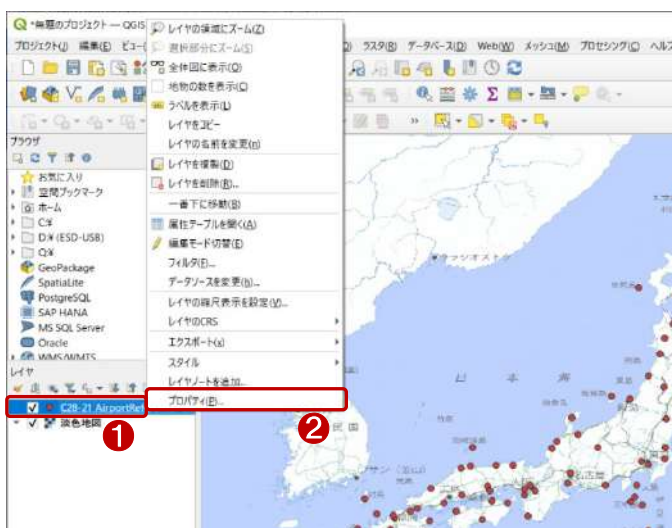 *無題のプロジェクト — QGIS
プロジェクト(J) 編集(E) ビュー
ラスタ(R) データベース(D) Web(W) メッシュ(M) プロセシング(C) ヘルプ
レイヤの領域にズーム(Z)
選択部分にズーム(S)
全体図に表示(O)
地物の数を表示(C)
ラベルを表示(L)
レイヤをコピー
レイヤの名前を変更(n)
レイヤを複製(D)
レイヤを削除(R)...
一番下に移動(B)
属性テーブルを開く(A)
編集モード切替(E)
フィルタ(F)...
データソースを変更(h)...
レイヤの縮尺表示を設定(V)...
レイヤのCRS
エクスポート(x)
スタイル
レイヤノートを追加...
プロパティ(P)...
ブラウザ
お気に入り
空間ブックマーク
ホーム
C:¥
D:¥ (ESD-USB)
Q:¥
GeoPackage
SpatiaLite
PostgreSQL
SAP HANA
MS SQL Server
Oracle
WMS/WMTS
レイヤ
C28-21 AirportRef
淡色地図
1
2
ウラジオストク
日 本 海
民 国
名古屋